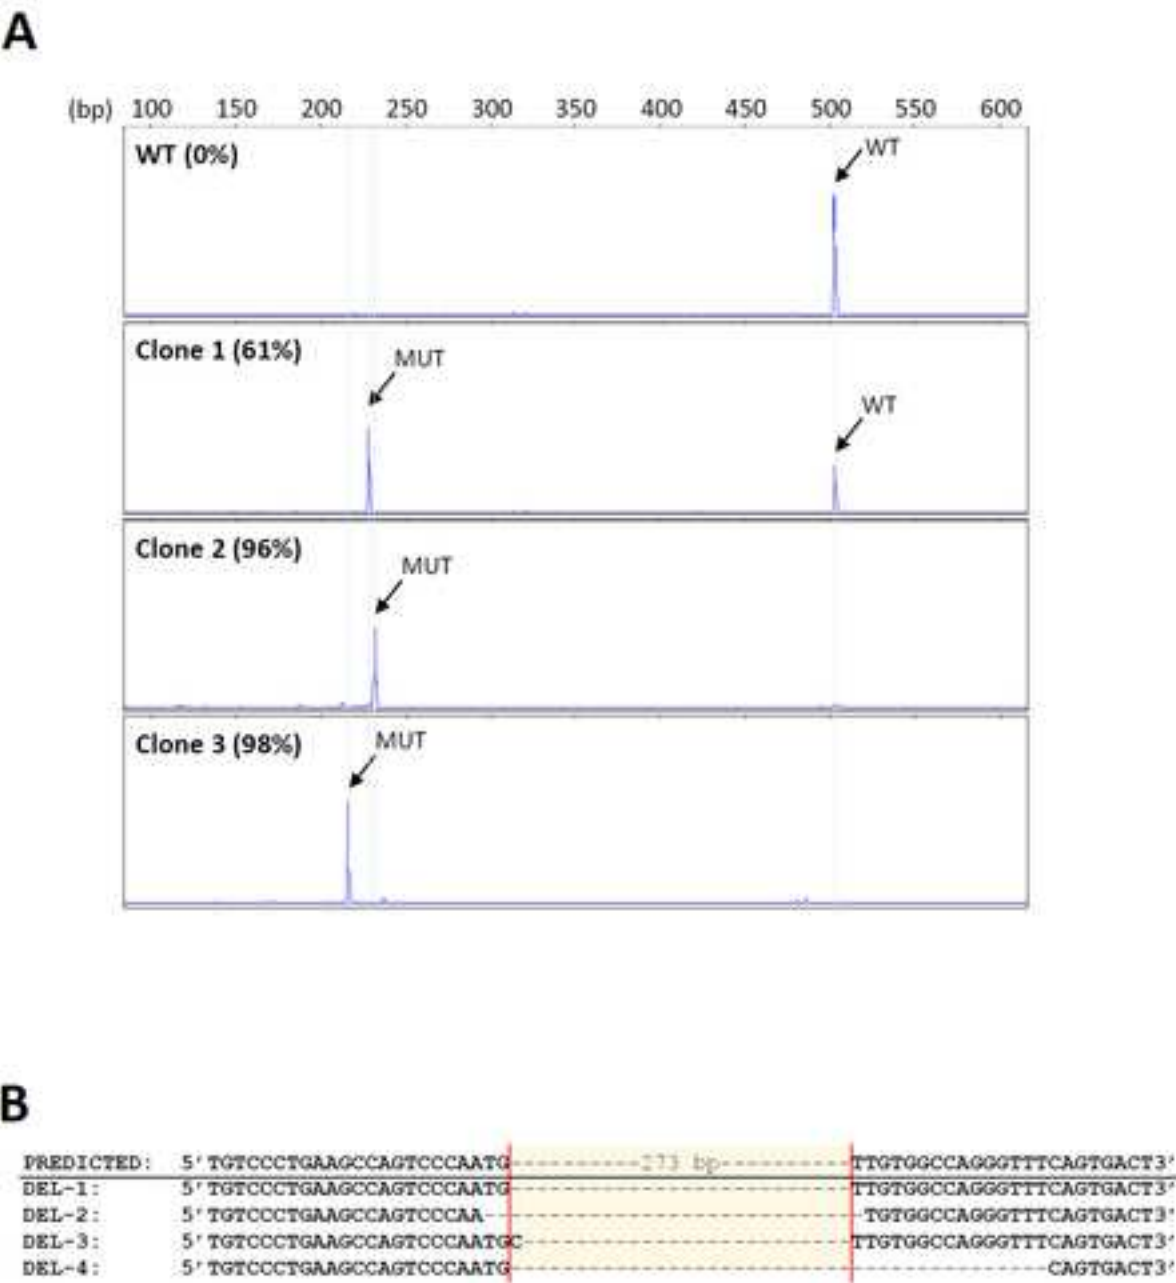 A
(bp) 100 150 200 250 300 350 400 450 500 550 600
WT (0%)
WT
Clone 1 (61%)
MUT
WT
Clone 2 (96%)
MUT
Clone 3 (98%)
MUT
B
PREDICTED: 5'TGTCCCTGAAGCCAGTCCCAATG----------273 bp----------TTGTGGCCAGGGTTTCAGTGACT3'
DEL-1: 5'TGTCCCTGAAGCCAGTCCCAATG--------------------------TTGTGGCCAGGGTTTCAGTGACT3'
DEL-2: 5'TGTCCCTGAAGCCAGTCCCAA-----------------------------TGTGGCCAGGGTTTCAGTGACT3'
DEL-3: 5'TGTCCCTGAAGCCAGTCCCAATGC-------------------------TTGTGGCCAGGGTTTCAGTGACT3'
DEL-4: 5'TGTCCCTGAAGCCAGTCCCAATG-----------------------------------------CAGTGACT3'